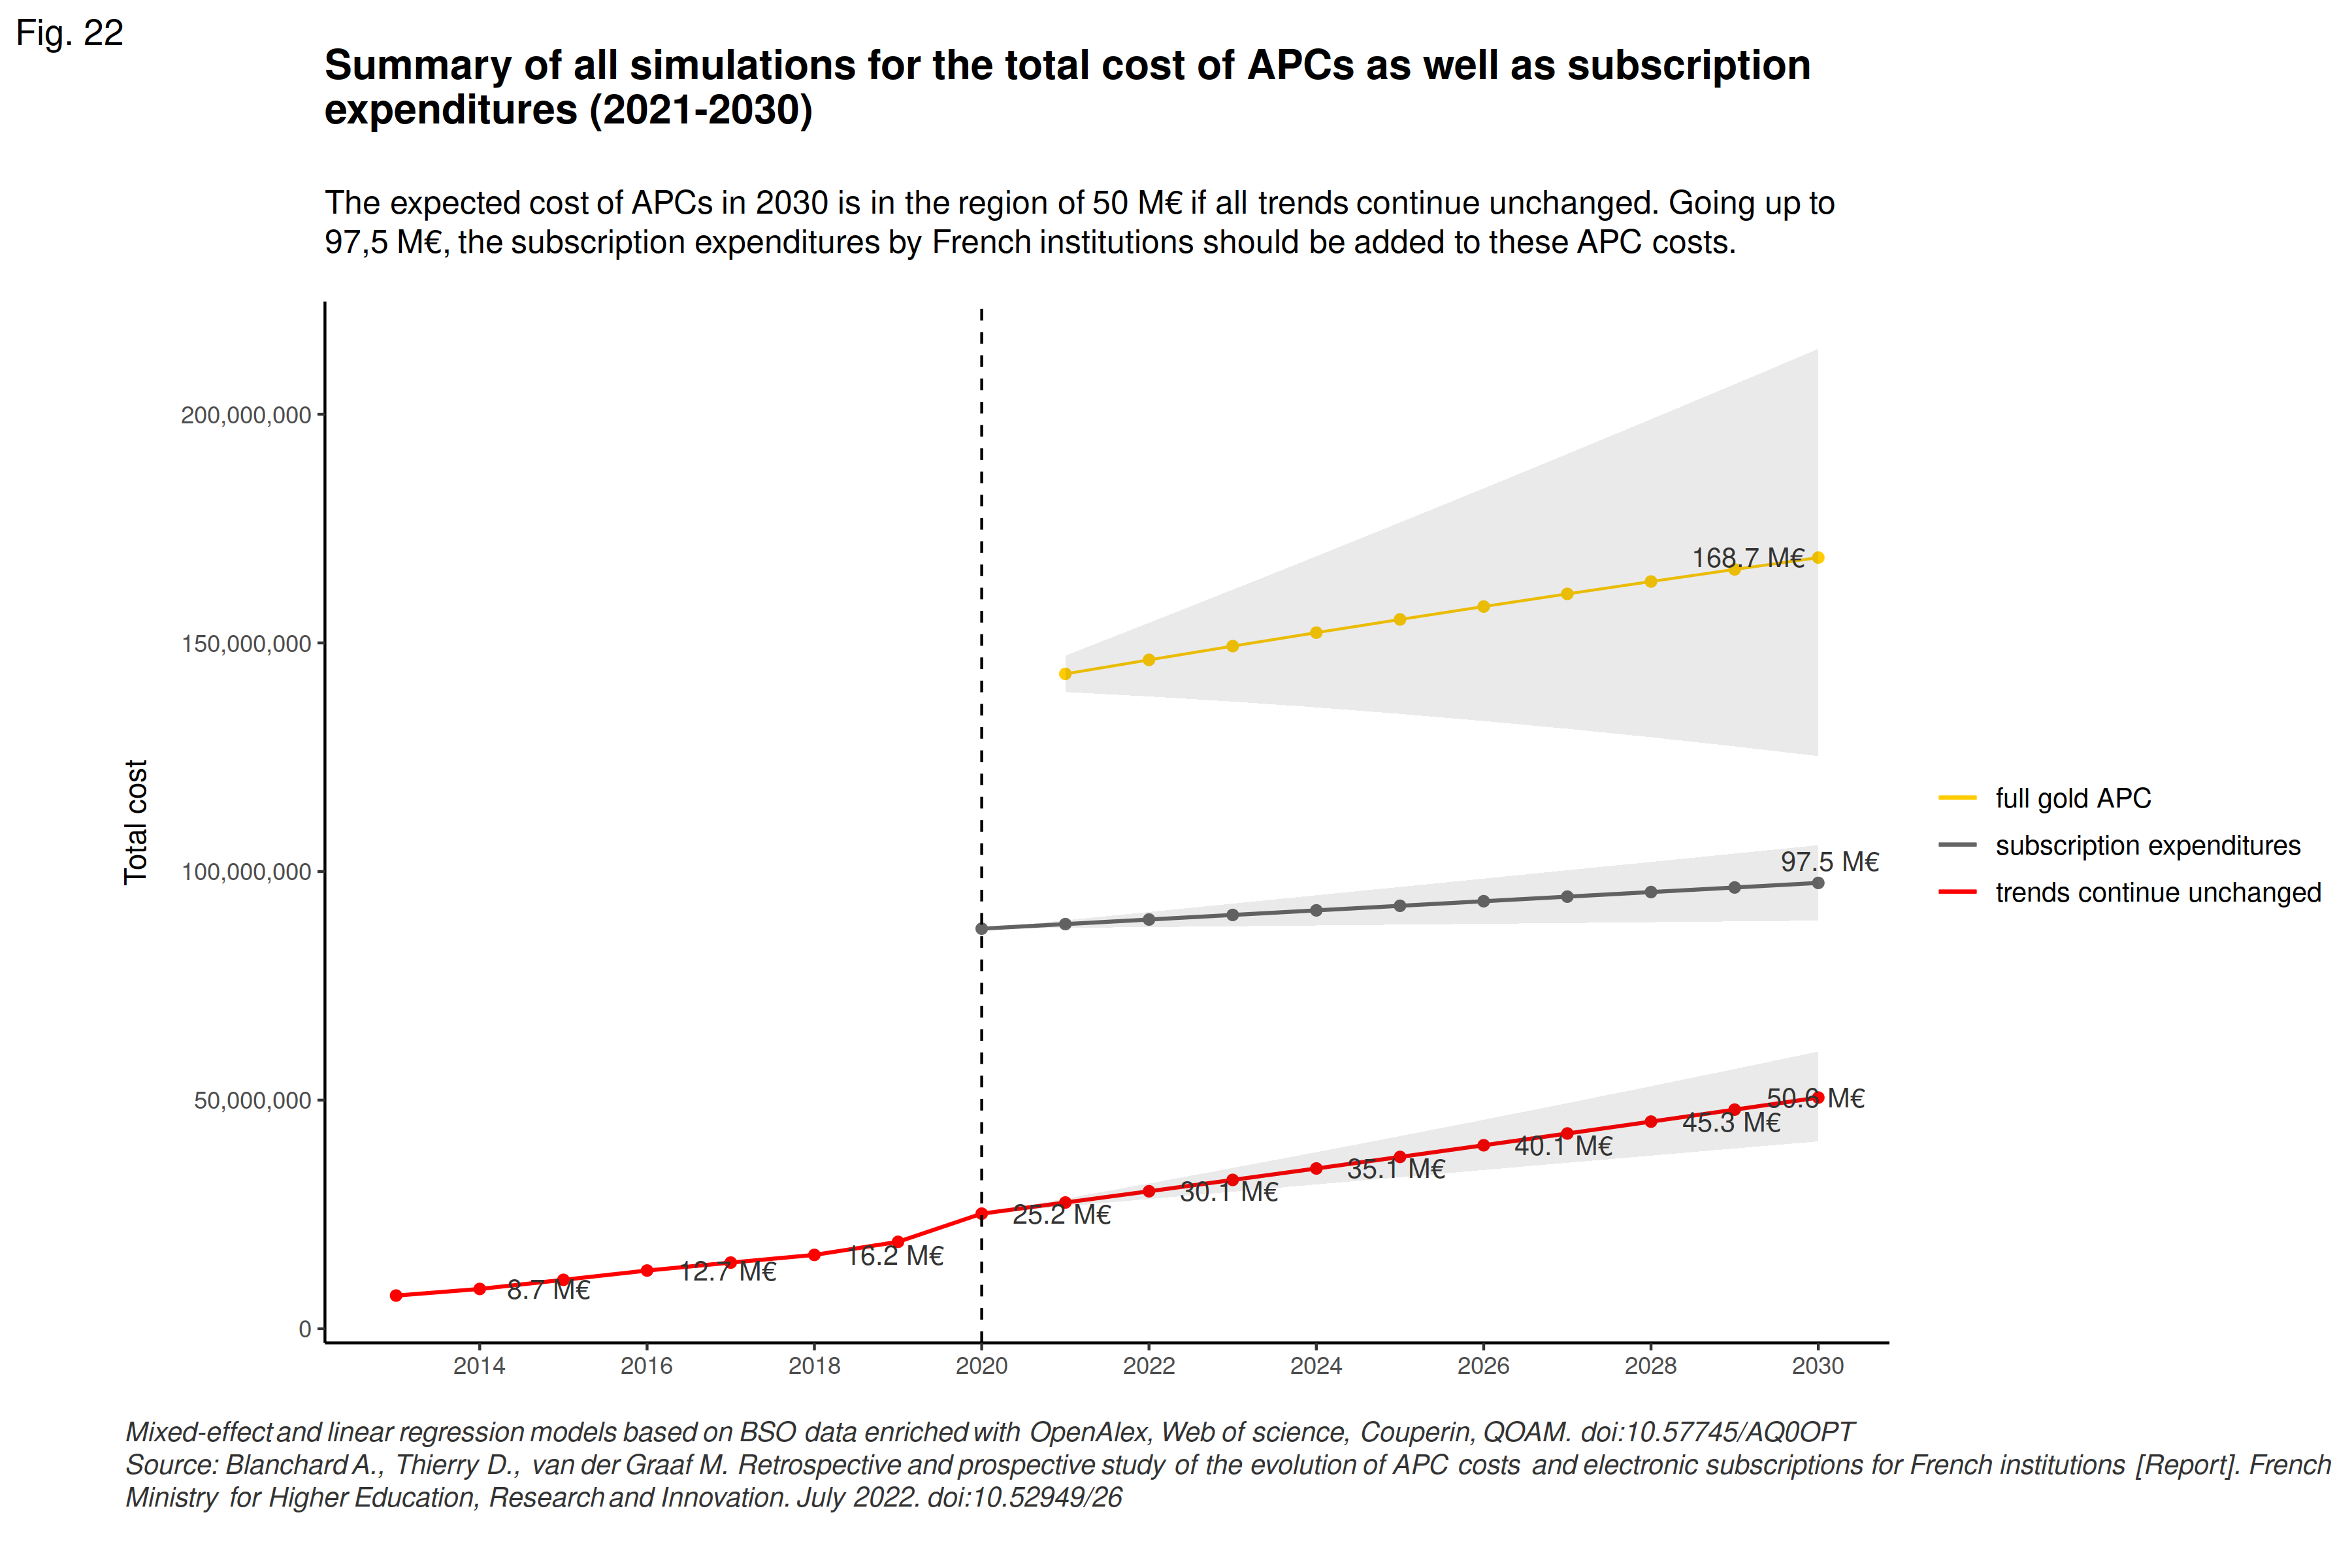 Fig. 22
Summary of all simulations for the total cost of APCs as well as subscription
expenditures (2021-2030)
The expected cost of APCs in 2030 is in the region of 50 M€ if all trends continue unchanged. Going up to
97,5 M€, the subscription expenditures by French institutions should be added to these APC costs.
Total cost
200,000,000
150,000,000
100,000,000
50,000,000
0
168.7 M€
97.5 M€
8.7 M€
12.7 M€
16.2 M€
25.2 M€
30.1 M€
35.1 M€
40.1 M€
45.3 M€
50.6 M€
2014
2016
2018
2020
2022
2024
2026
2028
2030
full gold APC
subscription expenditures
trends continue unchanged
Mixed-effect and linear regression models based on BSO data enriched with OpenAlex, Web of science, Couperin, QOAM. doi:10.57745/AQ0OPT
Source: Blanchard A., Thierry D., van der Graaf M. Retrospective and prospective study of the evolution of APC costs and electronic subscriptions for French institutions [Report]. French
Ministry for Higher Education, Research and Innovation. July 2022. doi:10.52949/26